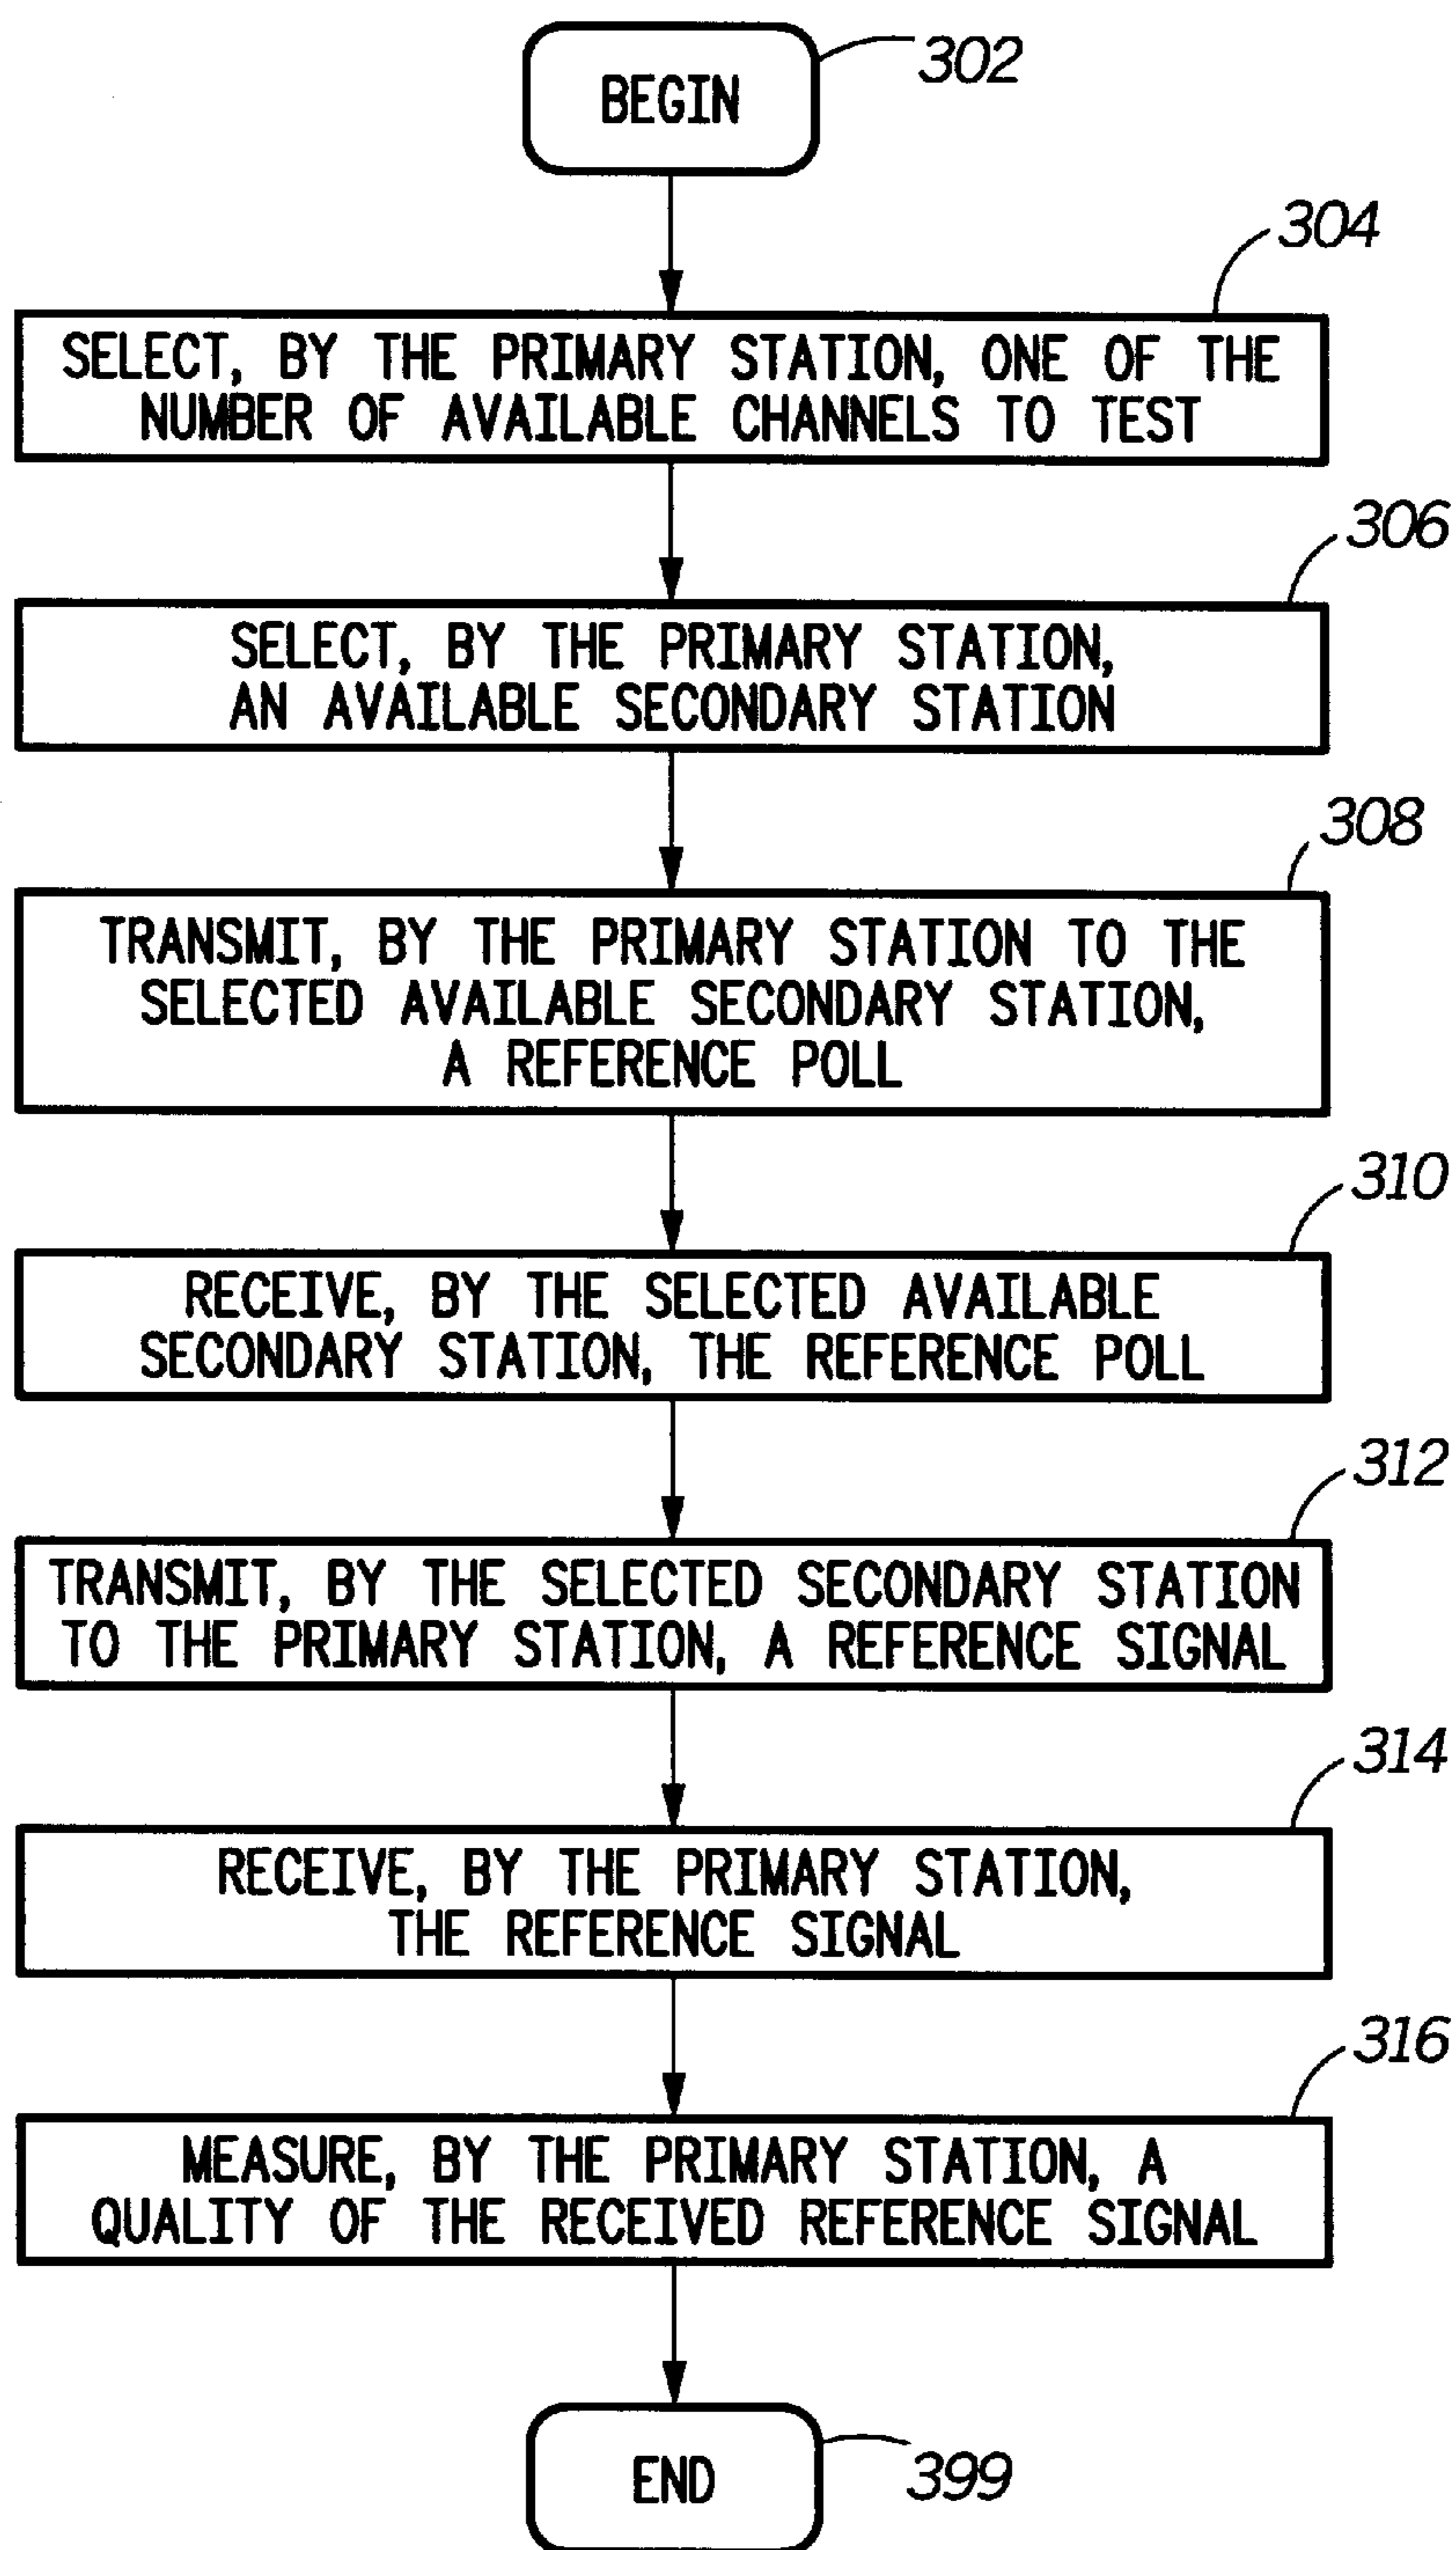 BEGIN
302
304
SELECT, BY THE PRIMARY STATION, ONE OF THE
NUMBER OF AVAILABLE CHANNELS TO TEST
306
SELECT, BY THE PRIMARY STATION,
AN AVAILABLE SECONDARY STATION
308
TRANSMIT, BY THE PRIMARY STATION TO THE
SELECTED AVAILABLE SECONDARY STATION,
A REFERENCE POLL
310
RECEIVE, BY THE SELECTED AVAILABLE
SECONDARY STATION, THE REFERENCE POLL
312
TRANSMIT, BY THE SELECTED SECONDARY STATION
TO THE PRIMARY STATION, A REFERENCE SIGNAL
314
RECEIVE, BY THE PRIMARY STATION,
THE REFERENCE SIGNAL
316
MEASURE, BY THE PRIMARY STATION, A
QUALITY OF THE RECEIVED REFERENCE SIGNAL
END
399